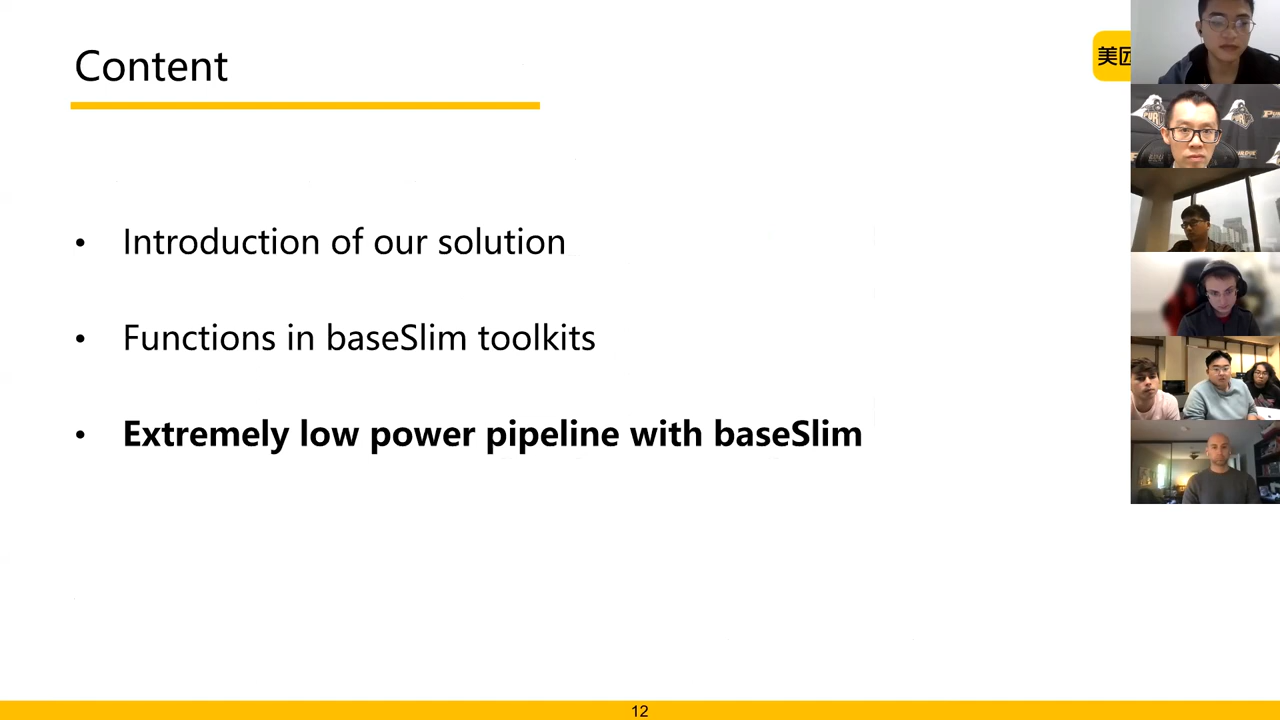 Content
美团
• Introduction of our solution
• Functions in baseSlim toolkits
• Extremely low power pipeline with baseSlim
12